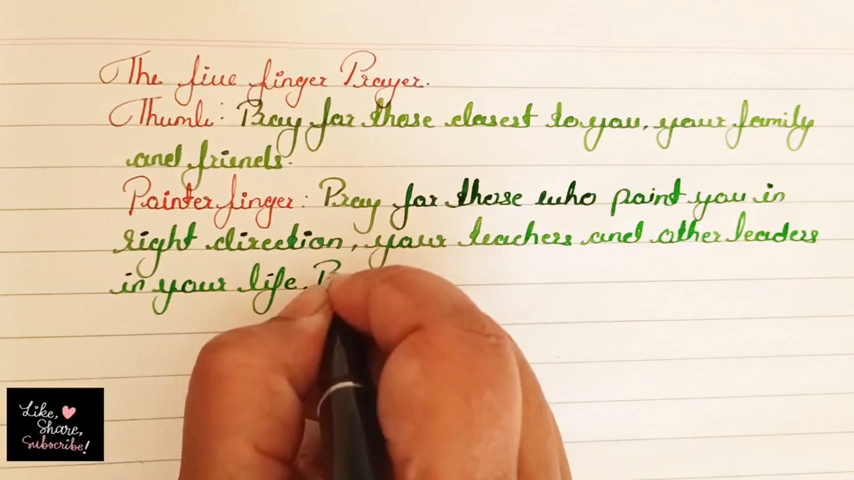 The five finger Prayer.
Thumb: Pray for those closest to you, your family
and friends.
Pointer finger: Pray for those who point you in
right direction, your teachers and other leaders
in your life. P
Like,
Share,
Subscribe!